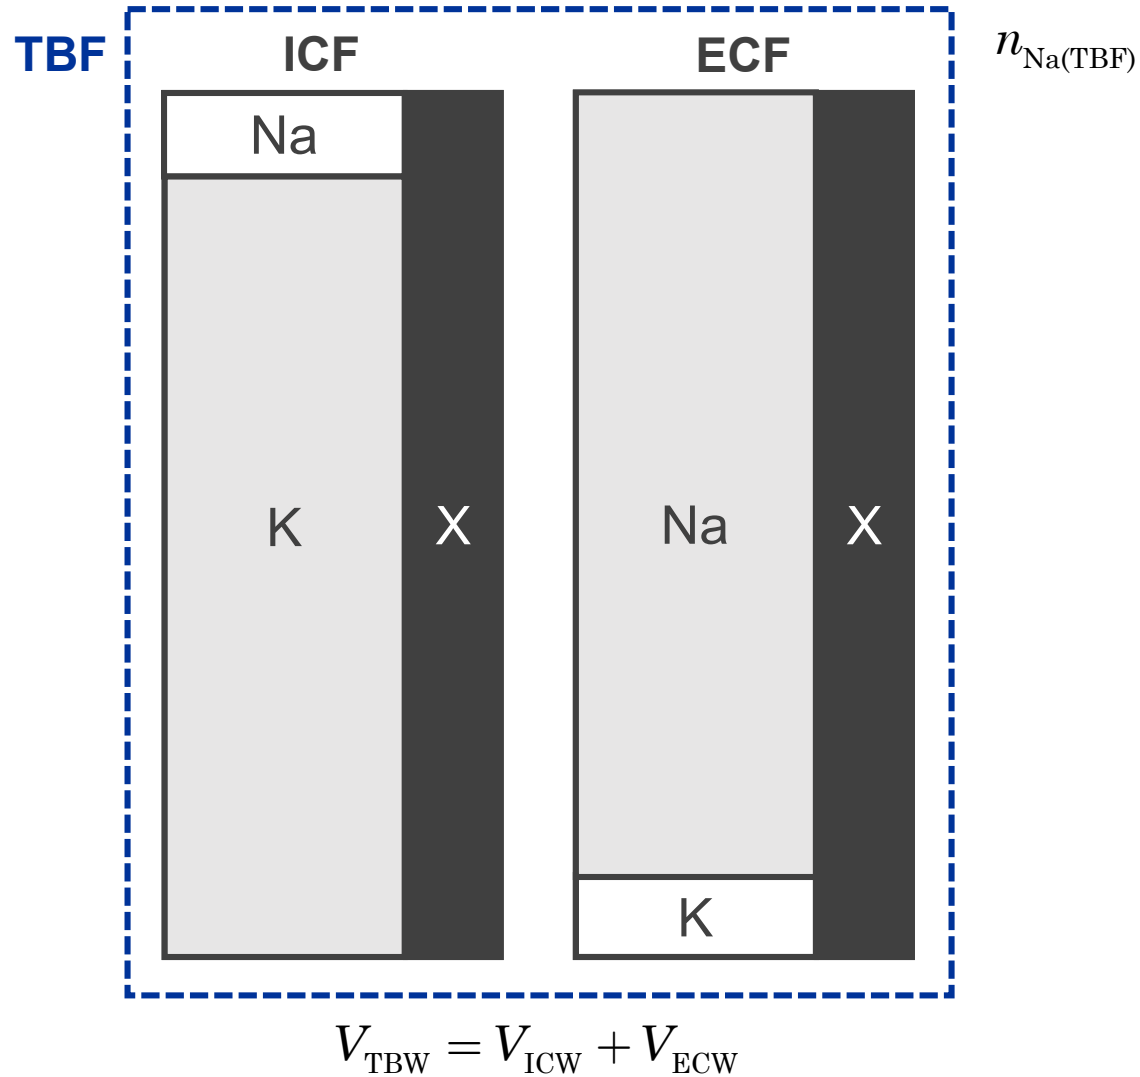 TBF ICF ECF n_Na(TBF)
Na
K X Na X
K
V_TBW = V_ICW + V_ECW